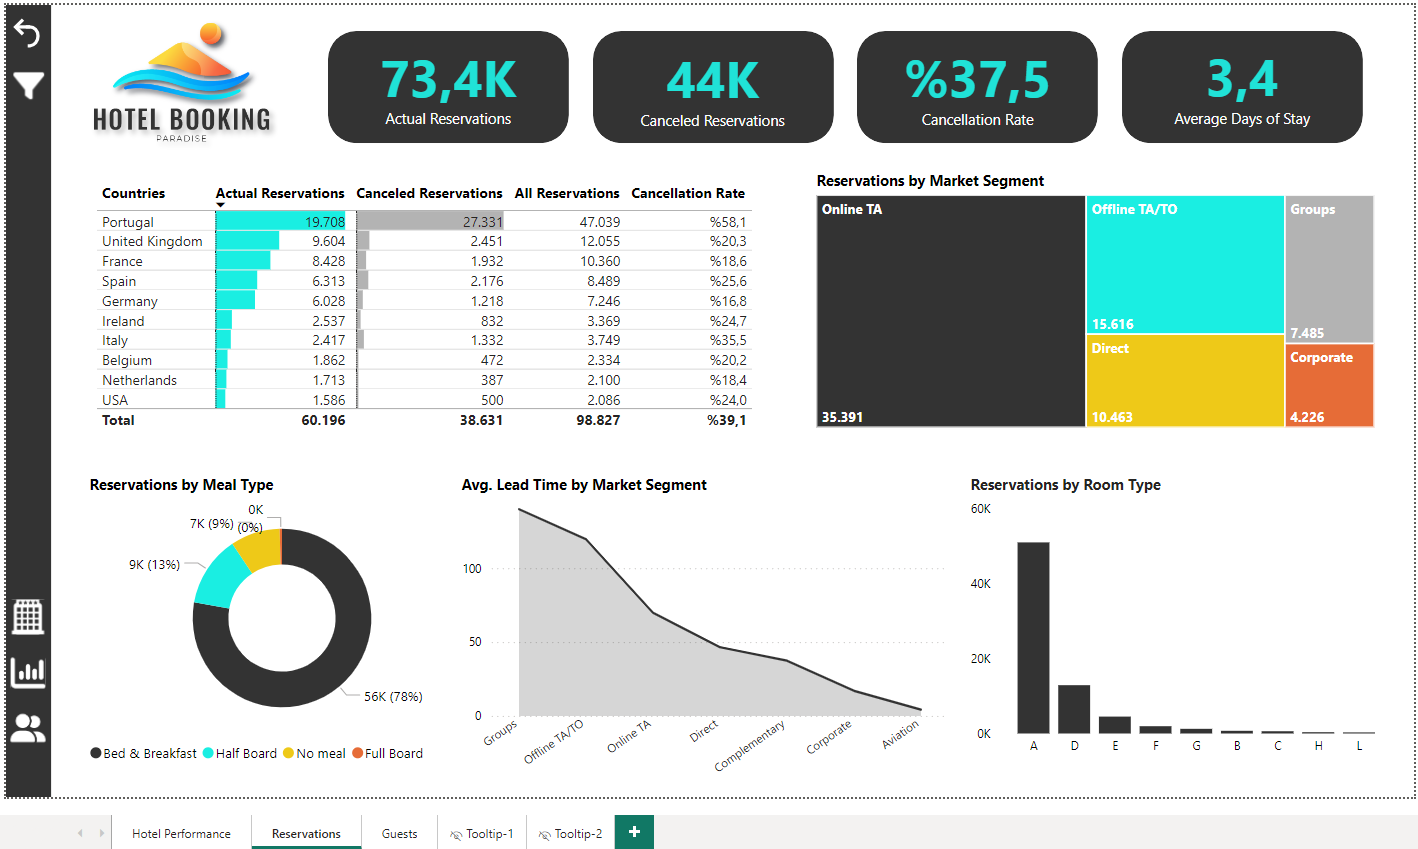 HOTEL BOOKING
PARADISE
73,4K
Actual Reservations
44K
Canceled Reservations
%37,5
Cancellation Rate
3,4
Average Days of Stay
Countries Actual Reservations Canceled Reservations All Reservations Cancellation Rate
Portugal 19.708 27.331 47.039 %58,1
United Kingdom 9.604 2.451 12.055 %20,3
France 8.428 1.932 10.360 %18,6
Spain 6.313 2.176 8.489 %25,6
Germany 6.028 1.218 7.246 %16,8
Ireland 2.537 832 3.369 %24,7
Italy 2.417 1.332 3.749 %35,5
Belgium 1.862 472 2.334 %20,2
Netherlands 1.713 387 2.100 %18,4
USA 1.586 500 2.086 %24,0
Total 60.196 38.631 98.827 %39,1
Reservations by Market Segment
Online TA
35.391
Offline TA/TO
15.616
Direct
10.463
Groups
7.485
Corporate
4.226
Reservations by Meal Type
0K
(0%)
7K (9%)
9K (13%)
56K (78%)
Bed & Breakfast Half Board No meal Full Board
Avg. Lead Time by Market Segment
100
50
0
Groups
Offline TA/TO
Online TA
Direct
Complementary
Corporate
Aviation
Reservations by Room Type
60K
40K
20K
0K
A D E F G B C H L
Hotel Performance Reservations Guests Tooltip-1 Tooltip-2 +